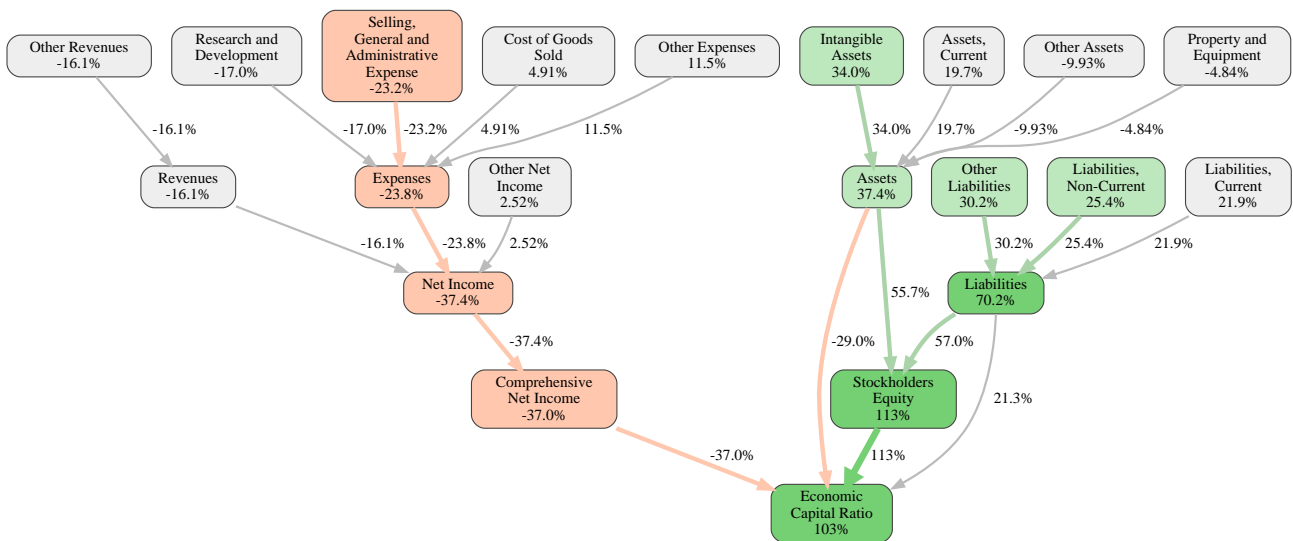 Other Revenues
-16.1%
Research and
Development
-17.0%
Selling,
General and
Administrative
Expense
-23.2%
Cost of Goods
Sold
4.91%
Other Expenses
11.5%
Intangible
Assets
34.0%
Assets,
Current
19.7%
Other Assets
-9.93%
Property and
Equipment
-4.84%
-16.1%
-17.0%
-23.2%
4.91%
11.5%
34.0%
19.7%
-9.93%
-4.84%
Revenues
-16.1%
Expenses
-23.8%
Other Net
Income
2.52%
Assets
37.4%
Other
Liabilities
30.2%
Liabilities,
Non-Current
25.4%
Liabilities,
Current
21.9%
-16.1%
-23.8%
2.52%
30.2%
25.4%
21.9%
Net Income
-37.4%
55.7%
Liabilities
70.2%
-37.4%
-29.0%
57.0%
Comprehensive
Net Income
-37.0%
Stockholders
Equity
113%
21.3%
-37.0%
113%
Economic
Capital Ratio
103%